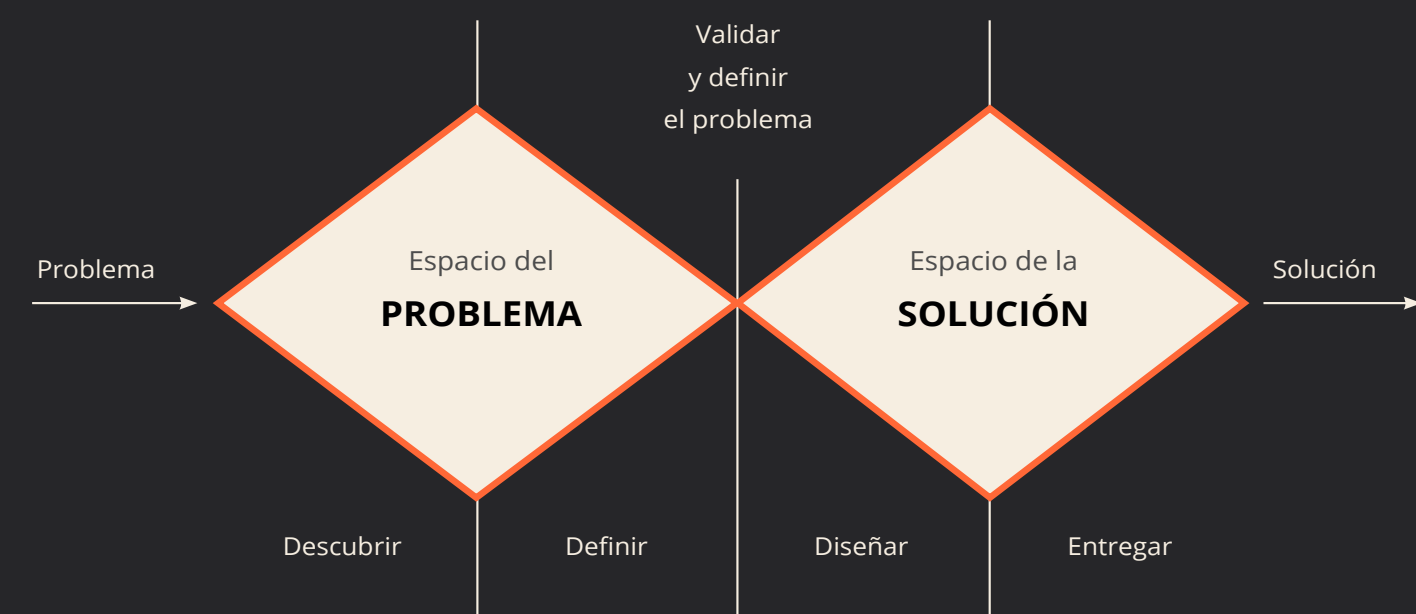 Validar
y definir
el problema
Problema
Espacio del
PROBLEMA
Espacio de la
SOLUCIÓN
Solución
Descubrir
Definir
Diseñar
Entregar